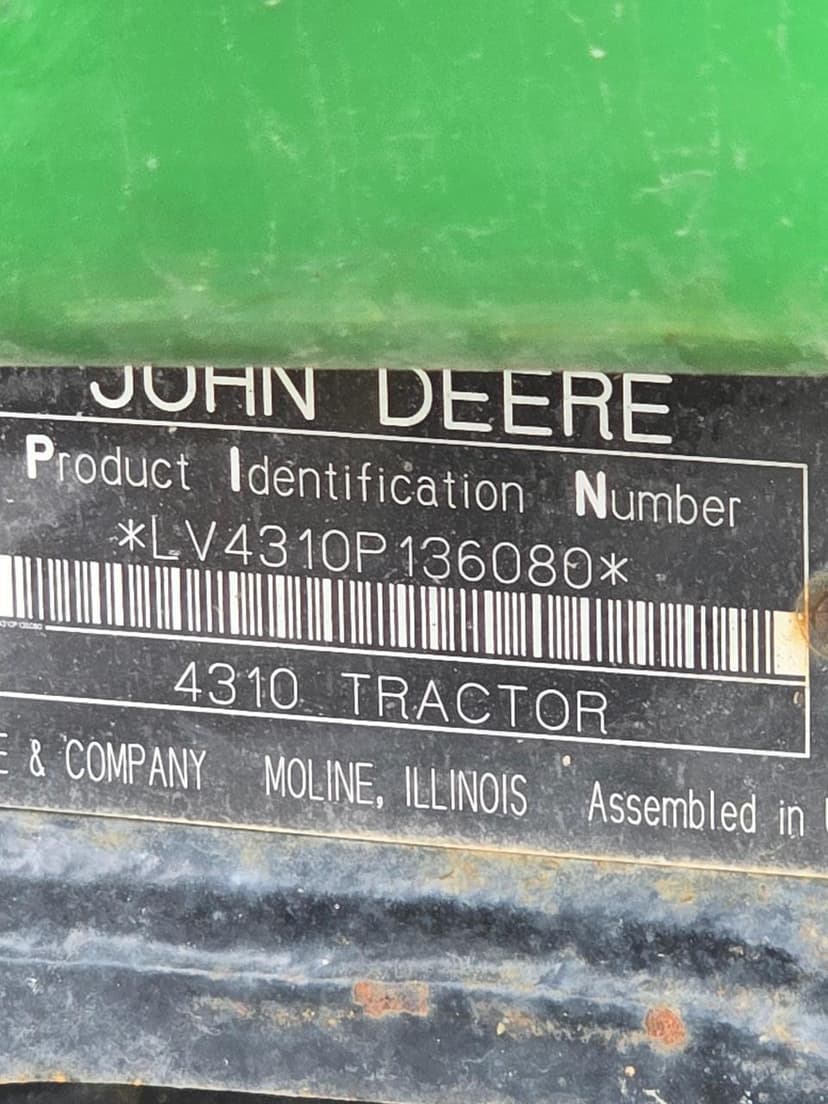 JOHN DEERE
Product Identification Number
*LV4310P136080*
4310 TRACTOR
& COMPANY MOLINE, ILLINOIS Assembled in